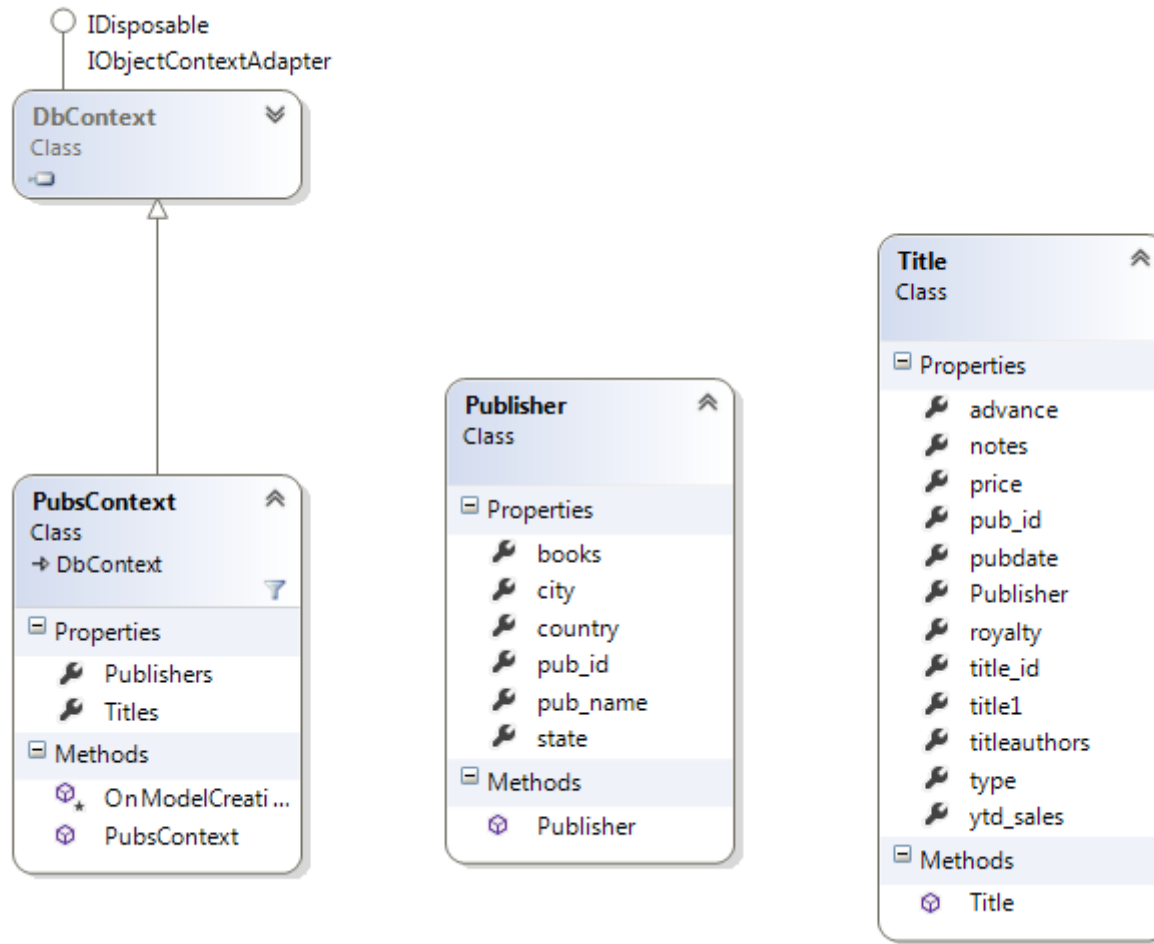 IDisposable
IObjectContextAdapter
DbContext
Class
PubsContext
Class
DbContext
Properties
Publishers
Titles
Methods
OnModelCreati ...
PubsContext
Publisher
Class
Properties
books
city
country
pub_id
pub_name
state
Methods
Publisher
Title
Class
Properties
advance
notes
price
pub_id
pubdate
Publisher
royalty
title_id
title1
titleauthors
type
ytd_sales
Methods
Title